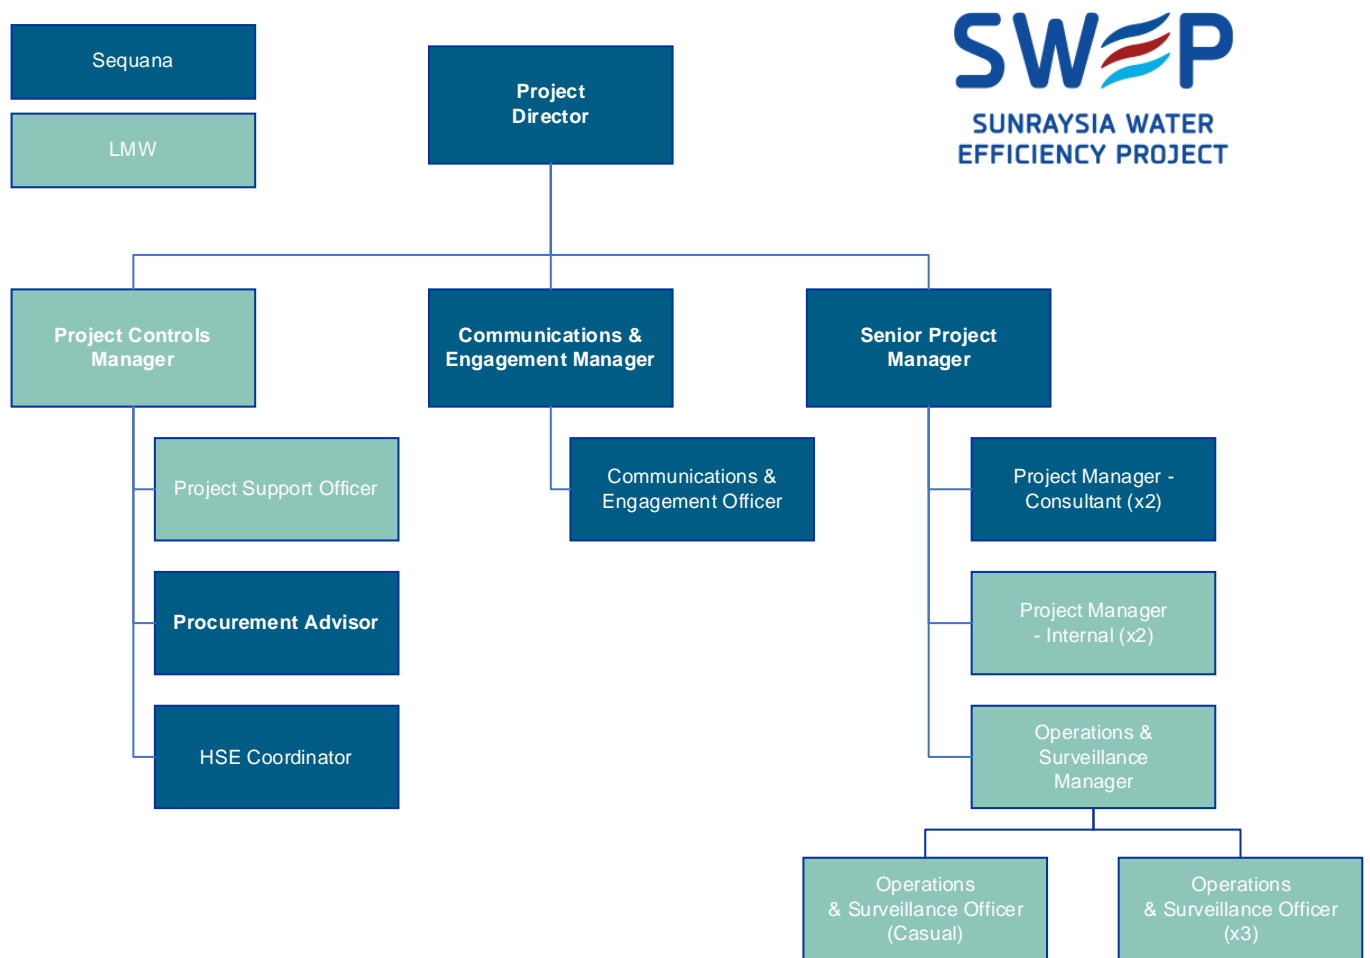 Sequana
LMW
Project
Director
SWEP
SUNRAYSIA WATER
EFFICIENCY PROJECT
Project Controls
Manager
Communications &
Engagement Manager
Senior Project
Manager
Project Support Officer
Communications &
Engagement Officer
Project Manager -
Consultant (x2)
Procurement Advisor
Project Manager
- Internal (x2)
HSE Coordinator
Operations &
Surveillance
Manager
Operations
& Surveillance Officer
(Casual)
Operations
& Surveillance Officer
(x3)